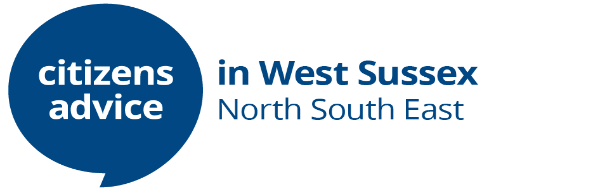 citizens
advice
in West Sussex
North South East